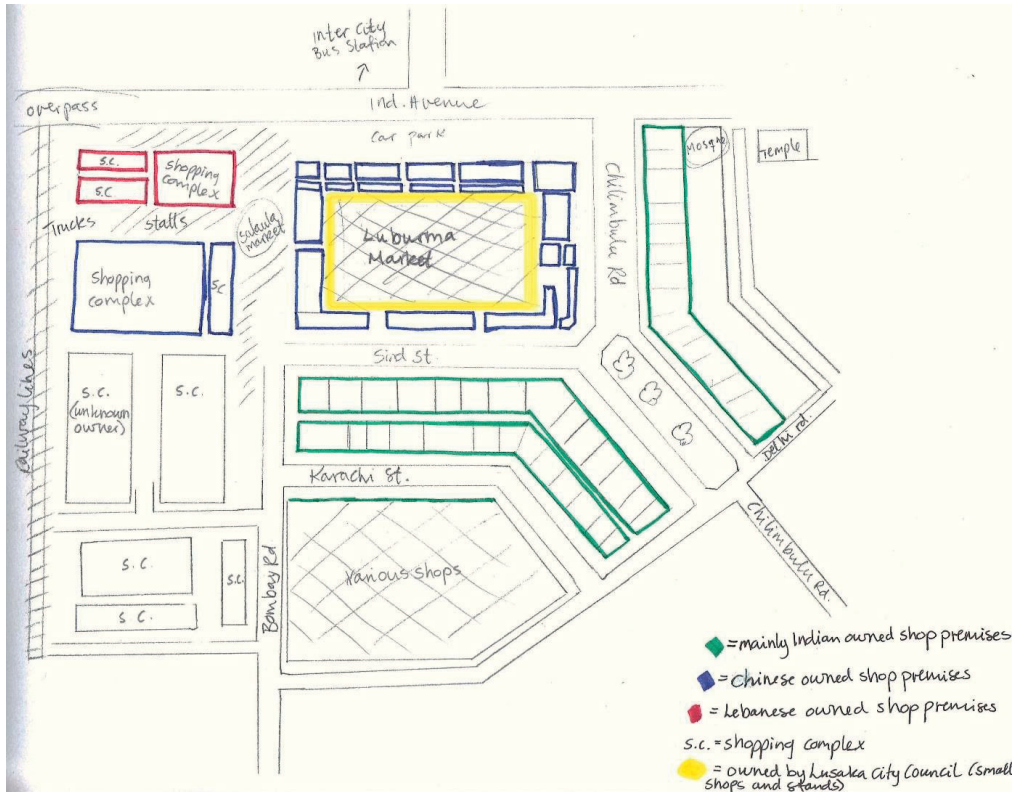 Inter City
Bus Station
overpass
Ind. Avenue
car park
s.c.
s.c.
shopping
complex
Trucks
stalls
market
Luburma
Market
Chilimbulu Rd
Mosque
Temple
shopping
complex
s.c
Sind St.
Railway lines
s.c.
(unknown
owner)
s.c.
Karachi St.
Delhi rd.
Chilimbulu Rd.
s.c.
s.c.
s c.
Bombay Rd
various shops
= mainly Indian owned shop premises
= Chinese owned shop premises
= Lebanese owned shop premises
s.c. = shopping complex
= owned by Lusaka City Council (small
shops and stands)